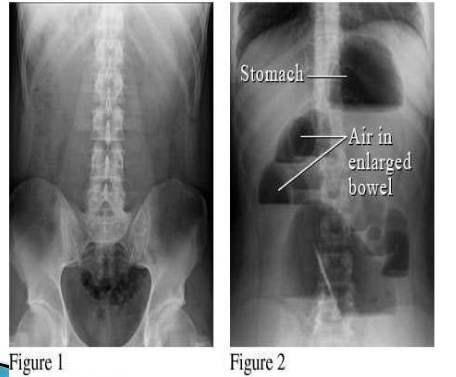 Stomach
Air in
enlarged
bowel
Figure 1
Figure 2